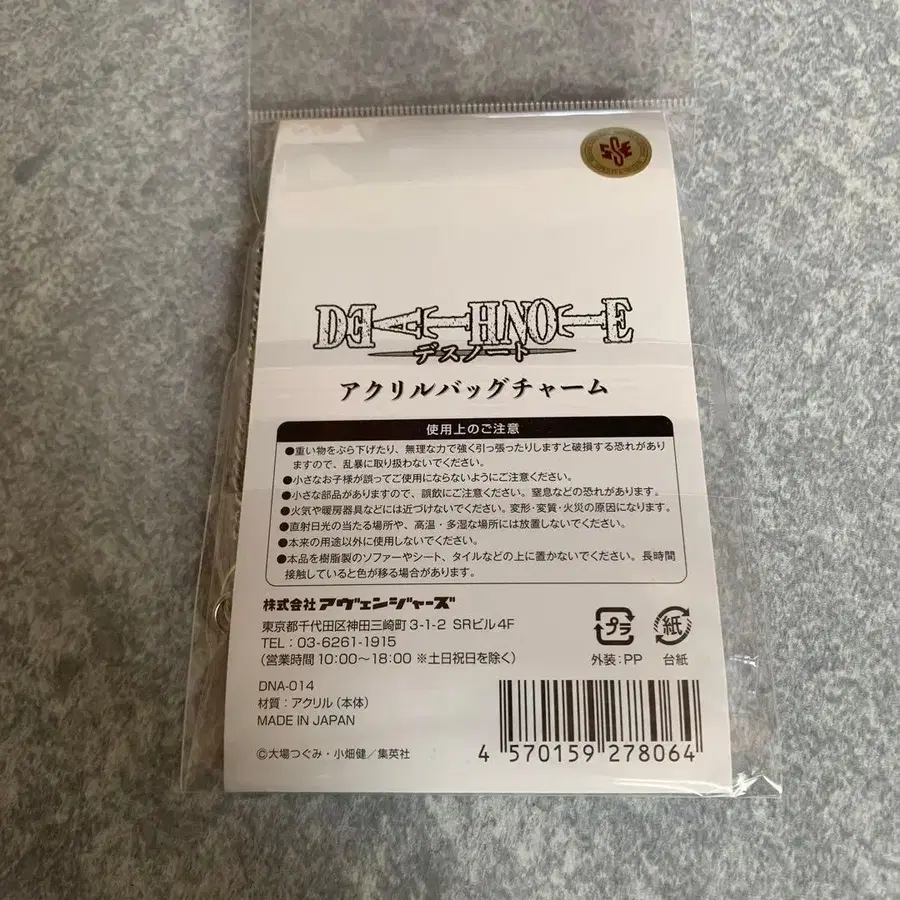 DEATHNOTE
デスノート
アクリルバッグチャーム
使用上のご注意
●重い物をぶら下げたり、無理な力で強く引っ張ったりしますと破損する恐れがあり
ますので、乱暴に取り扱わないでください。
●小さなお子様が誤ってご使用にならないようにご注意ください。
●小さな部品がありますので、誤飲にご注意ください。窒息などの恐れがあります。
●火気や暖房器具などには近づけないでください。変形・変質・火災の原因になります。
●直射日光の当たる場所や、高温・多湿な場所には放置しないでください。
●本来の用途以外に使用しないでください。
●本品を樹脂製のソファーやシート、タイルなどの上に置かないでください。長時間
接触していると色が移る場合があります。
株式会社アヴェンジャーズ
東京都千代田区神田三崎町3-1-2 SRビル4F
TEL：03-6261-1915
(営業時間10:00〜18:00 ※土日祝日を除く)
プラ
外装：PP
紙
台紙
DNA-014
材質：アクリル（本体）
MADE IN JAPAN
©大場つぐみ・小畑健／集英社
4 570159 278064